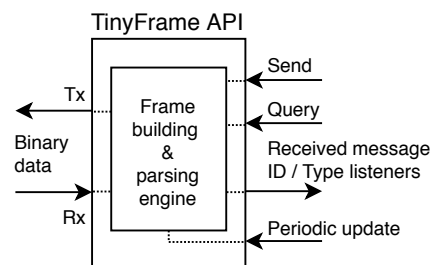 TinyFrame API
Tx
Binary
data
Rx
Frame
building
&
parsing
engine
Send
Query
Received message
ID / Type listeners
Periodic update